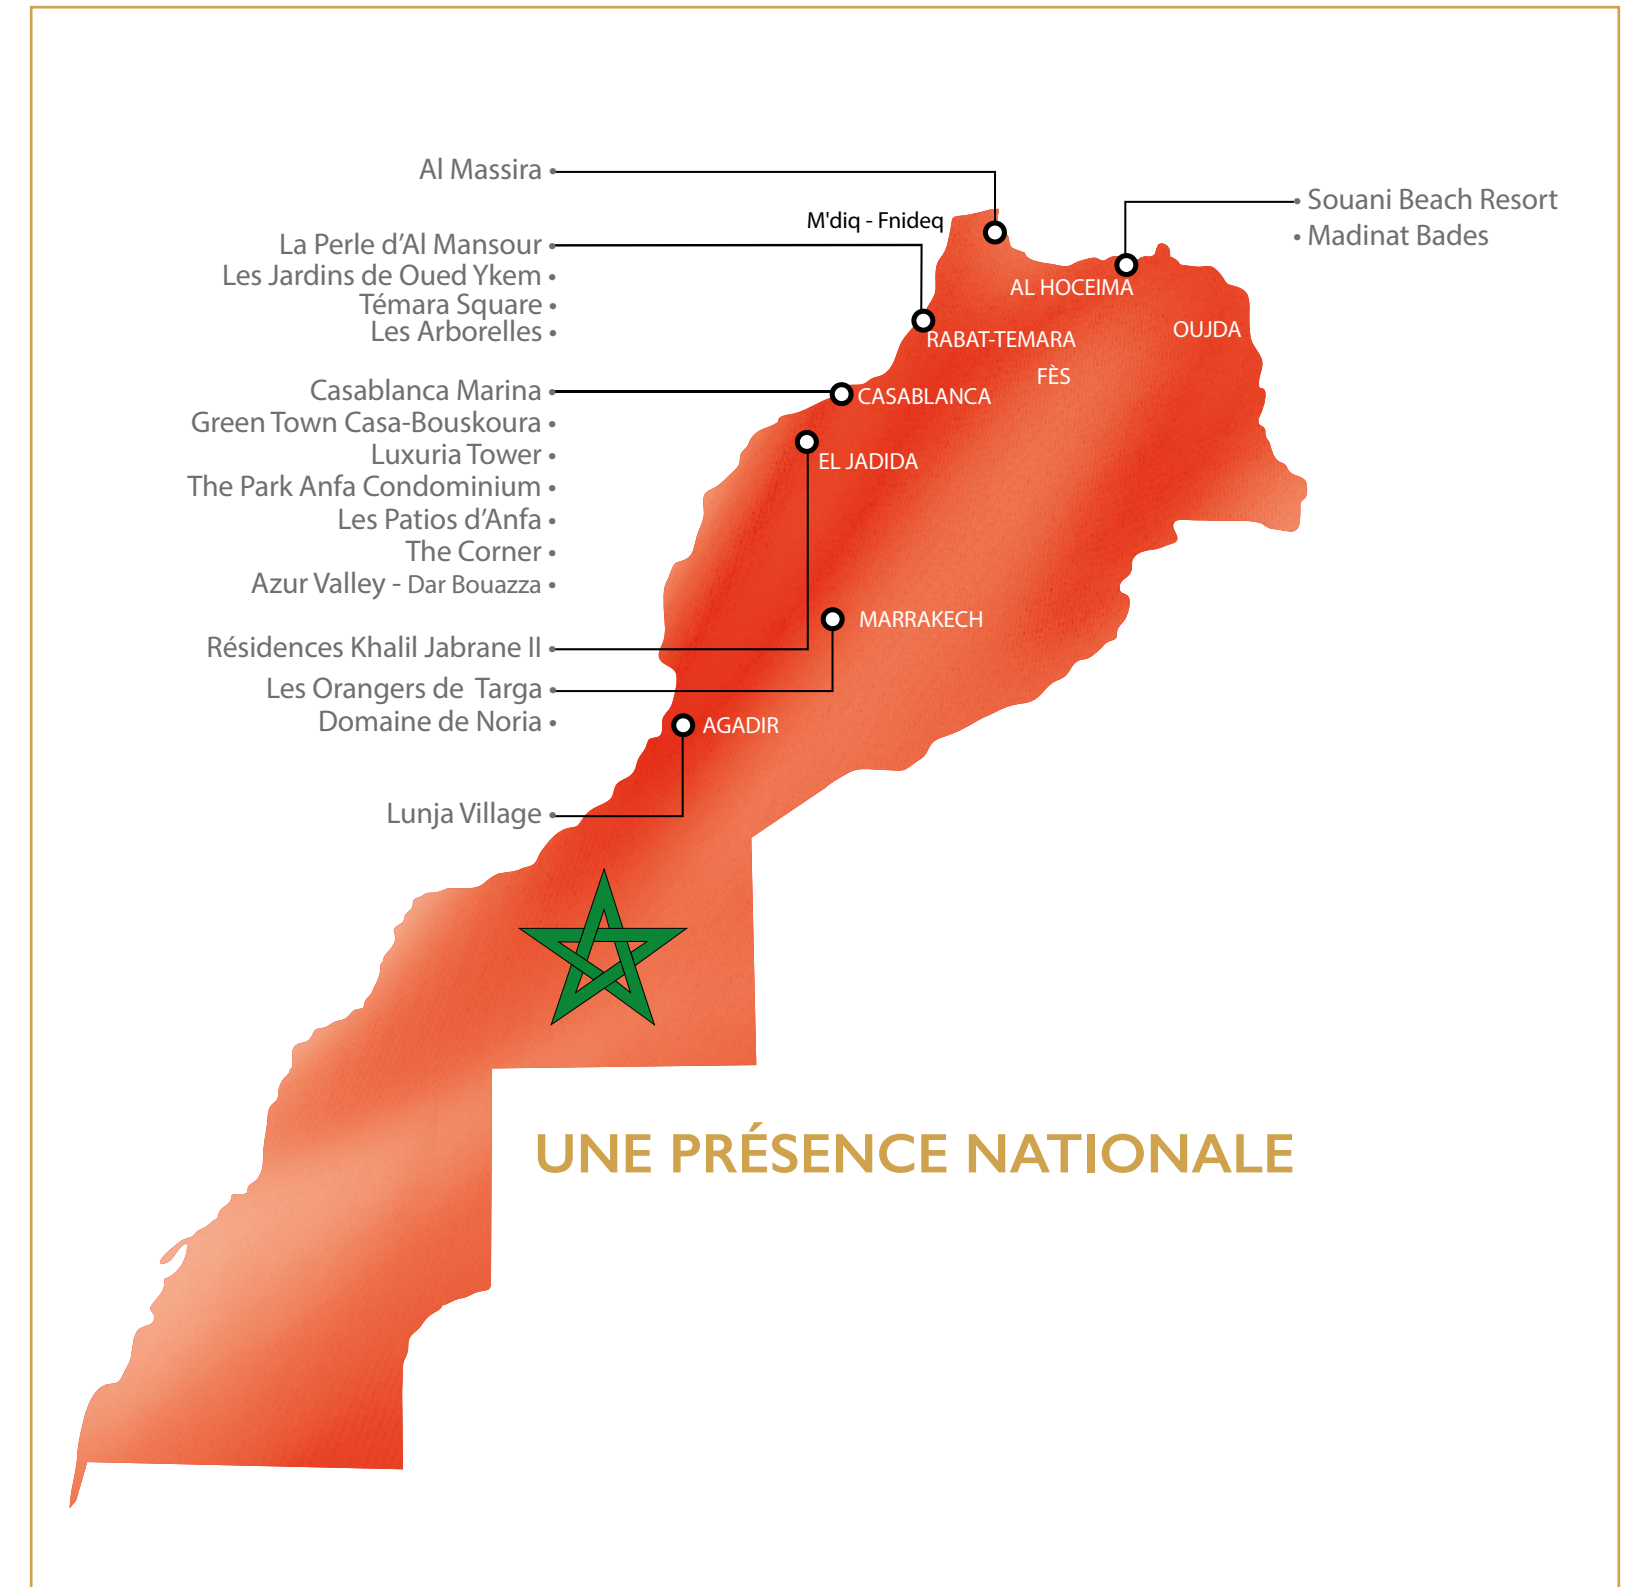 Al Massira •
M'diq - Fnideq
• Souani Beach Resort
• Madinat Bades
La Perle d’Al Mansour •
Les Jardins de Oued Ykem •
Témara Square •
Les Arborelles •
AL HOCEIMA
OUJDA
RABAT-TEMARA
FÈS
Casablanca Marina •
CASABLANCA
Green Town Casa-Bouskoura •
Luxuria Tower •
EL JADIDA
The Park Anfa Condominium •
Les Patios d’Anfa •
The Corner •
Azur Valley - Dar Bouazza •
MARRAKECH
Résidences Khalil Jabrane II •
Les Orangers de Targa •
Domaine de Noria •
AGADIR
Lunja Village •
UNE PRÉSENCE NATIONALE